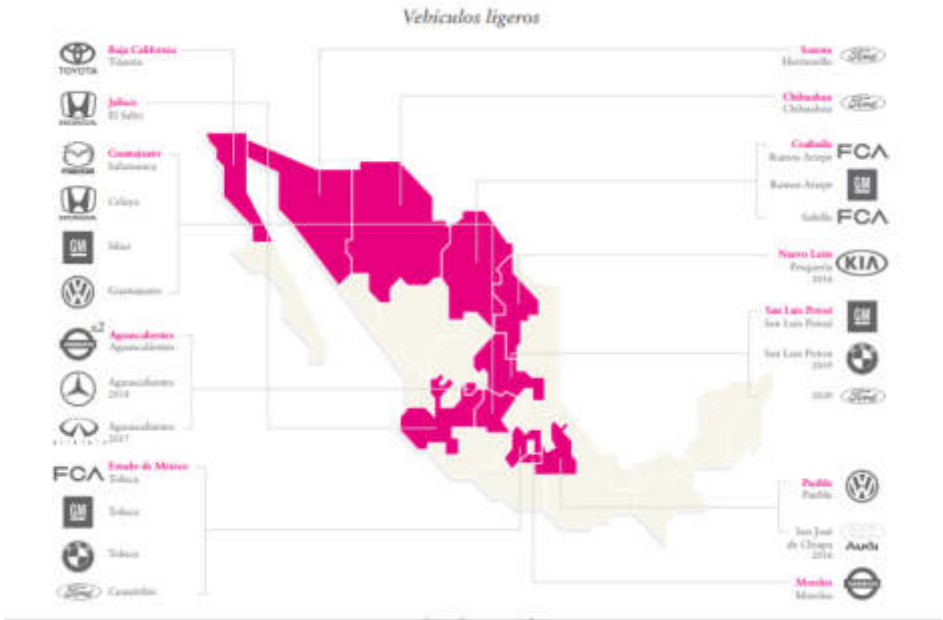 Vehículos ligeros
TOYOTA
Baja California
HONDA
Jalisco
El Salto
mazda
Guanajuato
Salamanca
HONDA
Celaya
GM
Silao
Guanajuato
x2
Aguascalientes
Aguascalientes
Aguascalientes
Aguascalientes
2017
FCA
Estado de México
Toluca
GM
Toluca
Toluca
Ford
Cuautitlán
Sonora
Hermosillo
Ford
Chihuahua
Chihuahua
Ford
Coahuila
Ramos Arizpe
FCA
Ramos Arizpe
GM
Saltillo
FCA
Nuevo León
Pesquería
2016
KIA
San Luis Potosí
San Luis Potosí
GM
San Luis Potosí
2019
Ford
Puebla
Puebla
San José
de Chiapa
2016
Audi
Morelos
Morelos